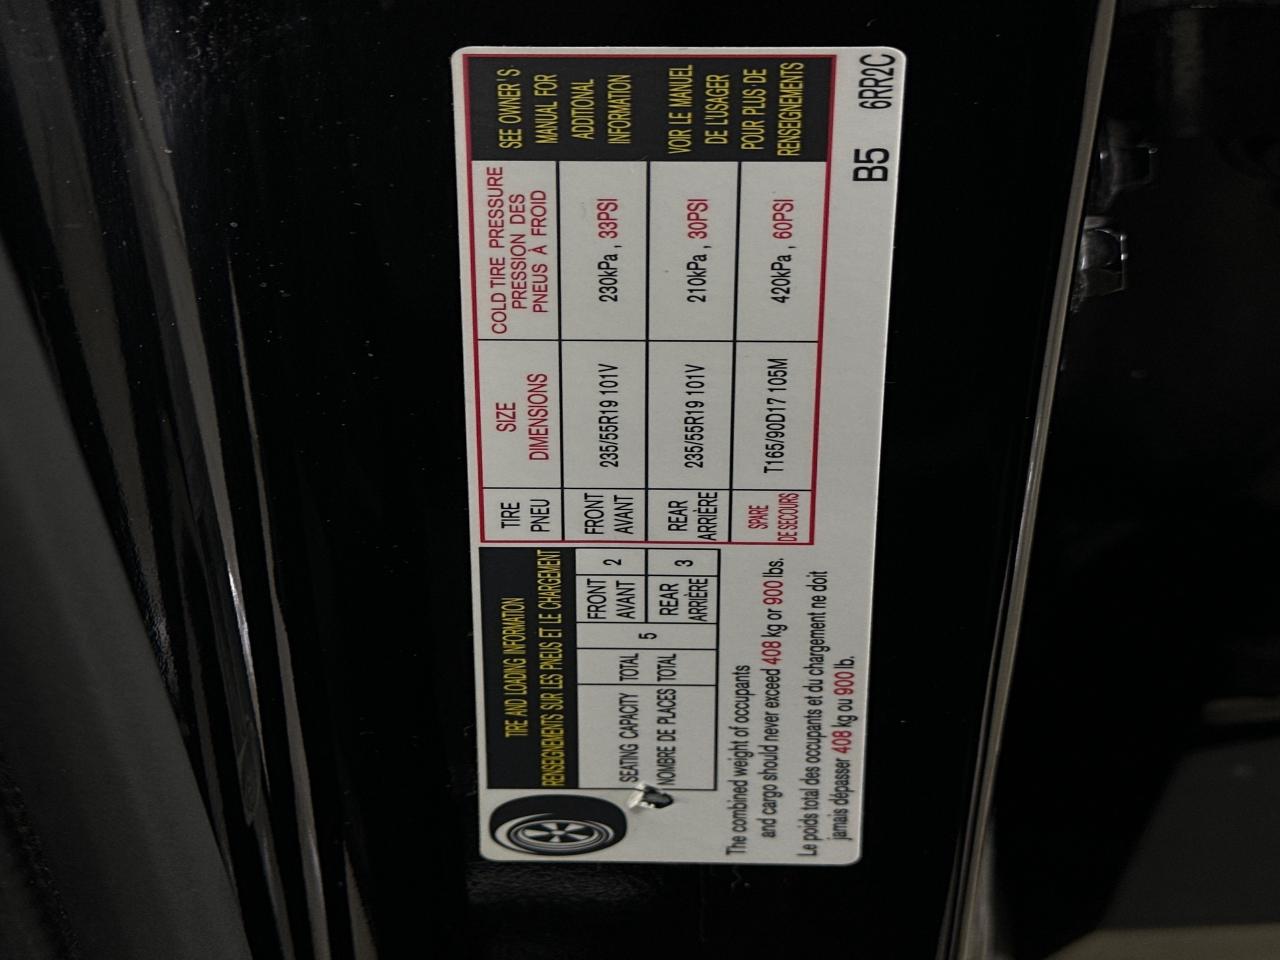 TIRE AND LOADING INFORMATION
RENSEIGNEMENTS SUR LES PNEUS ET LE CHARGEMENT
SEATING CAPACITY TOTAL
NOMBRE DE PLACES TOTAL
5
FRONT
AVANT
2
REAR
ARRIÈRE
3
The combined weight of occupants
and cargo should never exceed 408 kg or 900 lbs.
Le poids total des occupants et du chargement ne doit
jamais dépasser 408 kg ou 900 lb.
TIRE
PNEU
SIZE
DIMENSIONS
COLD TIRE PRESSURE
PRESSION DES
PNEUS À FROID
FRONT
AVANT
235/55R19 101V
230kPa , 33PSI
REAR
ARRIÈRE
235/55R19 101V
210kPa , 30PSI
SPARE
DE SECOURS
T165/90D17 105M
420kPa , 60PSI
SEE OWNER'S
MANUAL FOR
ADDITIONAL
INFORMATION
VOIR LE MANUEL
DE L'USAGER
POUR PLUS DE
RENSEIGNEMENTS
B5 6RR2C